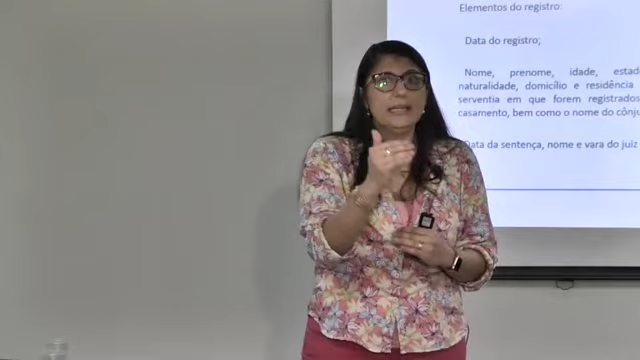 Elementos do registro:
Data do registro;
Nome, prenome, idade, estad
naturalidade, domicílio e residência
serventia em que forem registrados
casamento, bem como o nome do cônju
Data da sentença, nome e vara do juiz